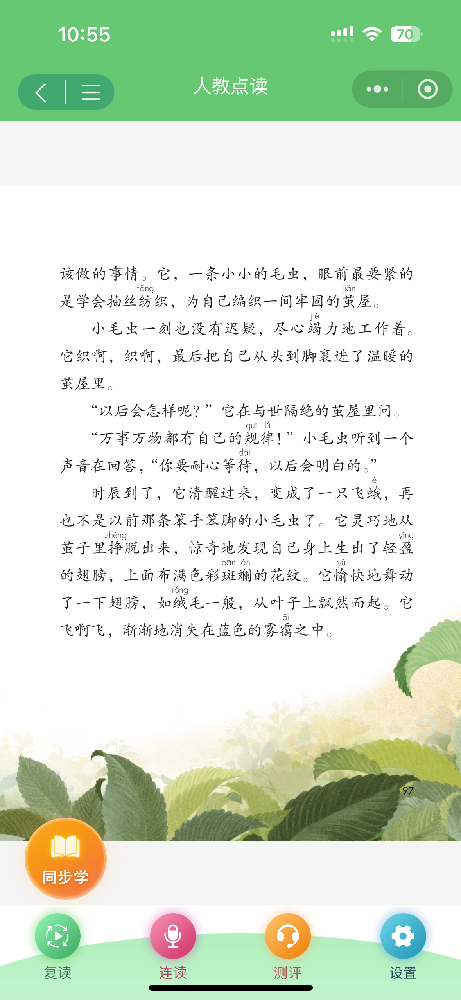 10:55
70
人教点读
该做的事情。它，一条小小的毛虫，眼前最要紧的
fǎng jiǎn
是学会抽丝纺织，为自己编织一间牢固的茧屋。
jié
小毛虫一刻也没有迟疑，尽心竭力地工作着。
它织啊，织啊，最后把自己从头到脚裹进了温暖的
茧屋里。
“以后会怎样呢？”它在与世隔绝的茧屋里问。
guī lǜ
“万事万物都有自己的规律！”小毛虫听到一个
dài
声音在回答，“你要耐心等待，以后会明白的。”
é
时辰到了，它清醒过来，变成了一只飞蛾，再
也不是以前那条笨手笨脚的小毛虫了。它灵巧地从
zhèng yíng
茧子里挣脱出来，惊奇地发现自己身上生出了轻盈
bān lán yú
的翅膀，上面布满色彩斑斓的花纹。它愉快地舞动
róng
了一下翅膀，如绒毛一般，从叶子上飘然而起。它
ǎi
飞啊飞，渐渐地消失在蓝色的雾霭之中。
97
同步学
复读 连读 测评 设置